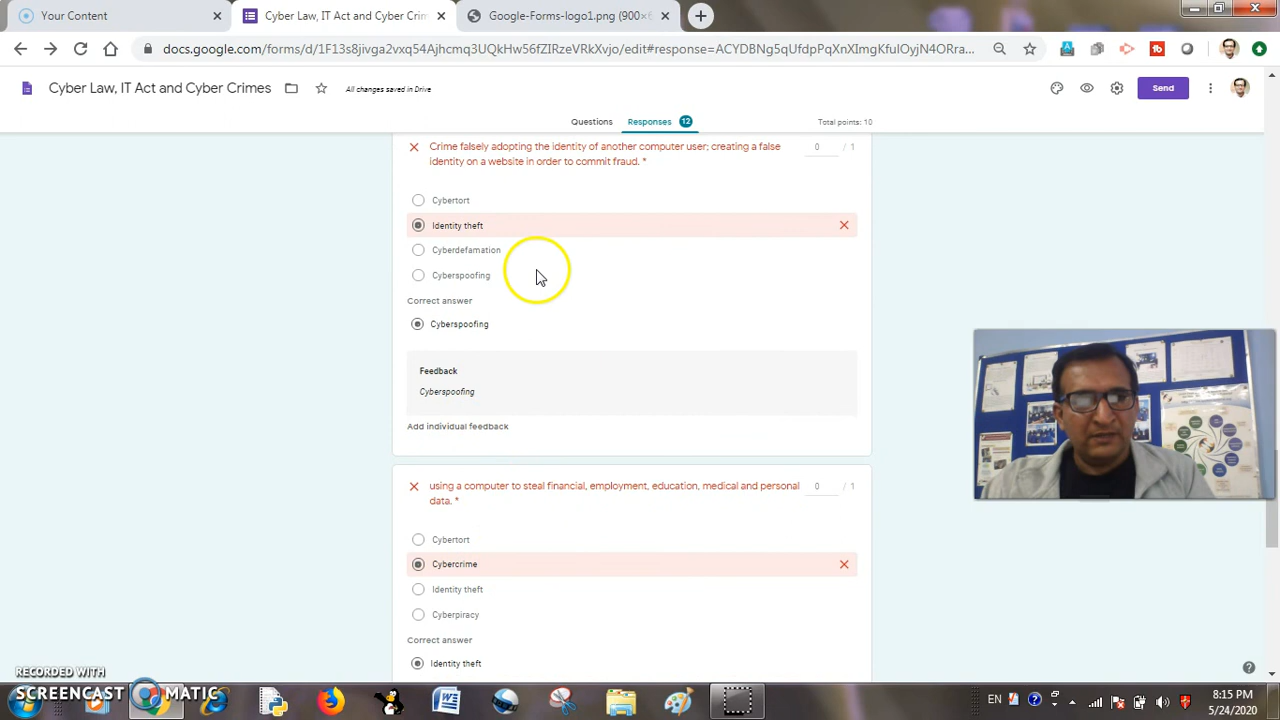 Your Content
Cyber Law, IT Act and Cyber Crim
Google-Forms-logo1.png (900×6
docs.google.com/forms/d/1F13s8jivga2vxq54Ajhcmq3UQkHw56fZIRzeVRkXvjo/edit#response=ACYDBNg5qUfdpPqXnXImgKfulOyjN4ORra...
Cyber Law, IT Act and Cyber Crimes
All changes saved in Drive
Send
Questions
Responses 12
Total points: 10
Crime falsely adopting the identity of another computer user; creating a false
identity on a website in order to commit fraud. *
0 / 1
Cybertort
Identity theft
Cyberdefamation
Cyberspoofing
Correct answer
Cyberspoofing
Feedback
Cyberspoofing
Add individual feedback
using a computer to steal financial, employment, education, medical and personal
data. *
0 / 1
Cybertort
Cybercrime
Identity theft
Cyberpiracy
Correct answer
Identity theft
RECORDED WITH
SCREENCAST MATIC
EN
8:15 PM
5/24/2020